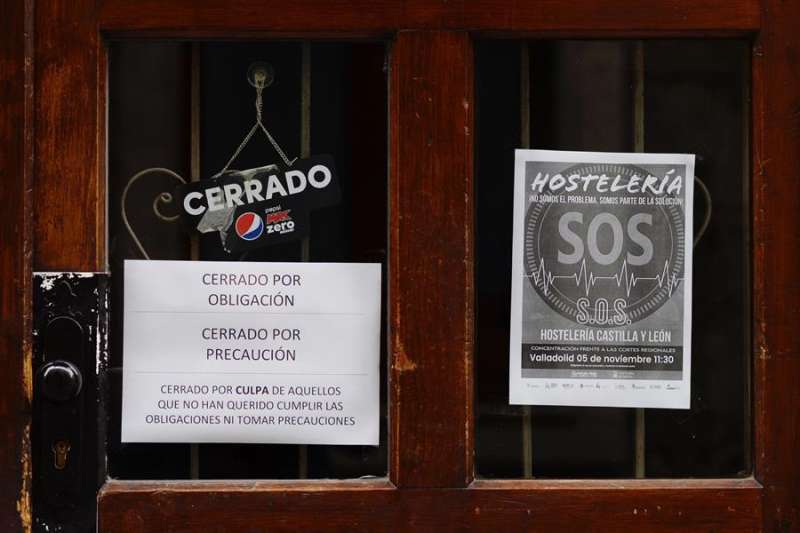 CERRADO
pepsi
MAX
zero
CERRADO POR
OBLIGACIÓN
CERRADO POR
PRECAUCIÓN
CERRADO POR CULPA DE AQUELLOS
QUE NO HAN QUERIDO CUMPLIR LAS
OBLIGACIONES NI TOMAR PRECAUCIONES
HOSTELERÍA
¡NO SOMOS EL PROBLEMA, SOMOS PARTE DE LA SOLUCIÓN!
SOS
S.O.S.
HOSTELERÍA CASTILLA Y LEÓN
CONCENTRACIÓN FRENTE A LAS CORTES REGIONALES
Valladolid 05 de noviembre 11:30